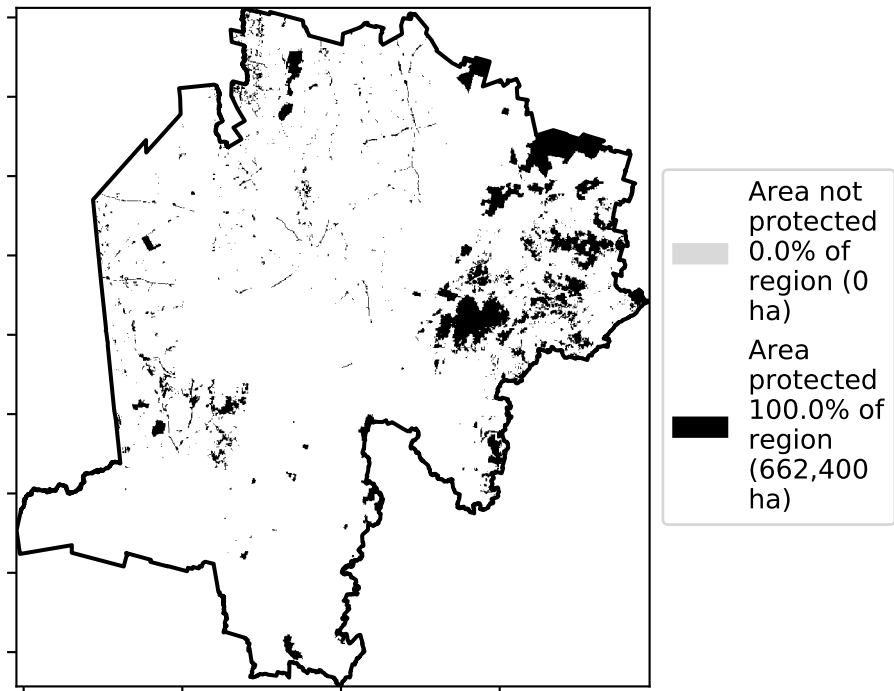 Area not
protected
0.0% of
region (0
ha)
Area
protected
100.0% of
region
(662,400
ha)